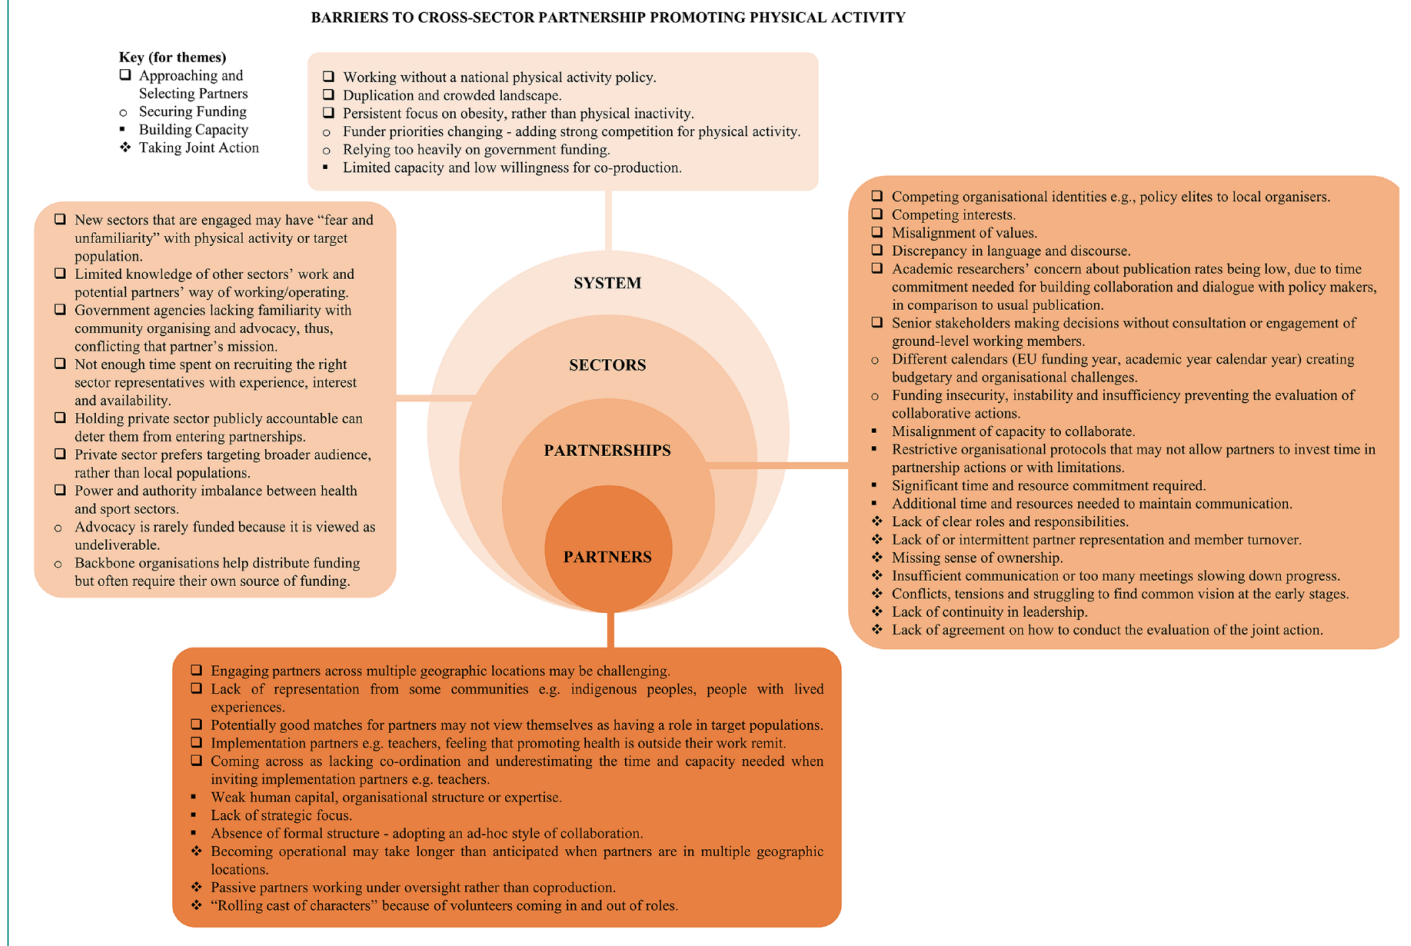 BARRIERS TO CROSS-SECTOR PARTNERSHIP PROMOTING PHYSICAL ACTIVITY
Key (for themes)
❑ Approaching and
Selecting Partners
○ Securing Funding
▪ Building Capacity
❖ Taking Joint Action
❑ Working without a national physical activity policy.
❑ Duplication and crowded landscape.
❑ Persistent focus on obesity, rather than physical inactivity.
○ Funder priorities changing - adding strong competition for physical activity.
○ Relying too heavily on government funding.
▪ Limited capacity and low willingness for co-production.
❑ New sectors that are engaged may have “fear and
unfamiliarity” with physical activity or target
population.
❑ Limited knowledge of other sectors’ work and
potential partners’ way of working/operating.
❑ Government agencies lacking familiarity with
community organising and advocacy, thus,
conflicting that partner’s mission.
❑ Not enough time spent on recruiting the right
sector representatives with experience, interest
and availability.
❑ Holding private sector publicly accountable can
deter them from entering partnerships.
❑ Private sector prefers targeting broader audience,
rather than local populations.
❑ Power and authority imbalance between health
and sport sectors.
○ Advocacy is rarely funded because it is viewed as
undeliverable.
○ Backbone organisations help distribute funding
but often require their own source of funding.
SYSTEM
SECTORS
PARTNERSHIPS
PARTNERS
❑ Competing organisational identities e.g., policy elites to local organisers.
❑ Competing interests.
❑ Misalignment of values.
❑ Discrepancy in language and discourse.
❑ Academic researchers’ concern about publication rates being low, due to time
commitment needed for building collaboration and dialogue with policy makers,
in comparison to usual publication.
❑ Senior stakeholders making decisions without consultation or engagement of
ground-level working members.
○ Different calendars (EU funding year, academic year calendar year) creating
budgetary and organisational challenges.
○ Funding insecurity, instability and insufficiency preventing the evaluation of
collaborative actions.
▪ Misalignment of capacity to collaborate.
▪ Restrictive organisational protocols that may not allow partners to invest time in
partnership actions or with limitations.
▪ Significant time and resource commitment required.
▪ Additional time and resources needed to maintain communication.
❖ Lack of clear roles and responsibilities.
❖ Lack of or intermittent partner representation and member turnover.
❖ Missing sense of ownership.
❖ Insufficient communication or too many meetings slowing down progress.
❖ Conflicts, tensions and struggling to find common vision at the early stages.
❖ Lack of continuity in leadership.
❖ Lack of agreement on how to conduct the evaluation of the joint action.
❑ Engaging partners across multiple geographic locations may be challenging.
❑ Lack of representation from some communities e.g. indigenous peoples, people with lived
experiences.
❑ Potentially good matches for partners may not view themselves as having a role in target populations.
❑ Implementation partners e.g. teachers, feeling that promoting health is outside their work remit.
❑ Coming across as lacking co-ordination and underestimating the time and capacity needed when
inviting implementation partners e.g. teachers.
▪ Weak human capital, organisational structure or expertise.
▪ Lack of strategic focus.
▪ Absence of formal structure - adopting an ad-hoc style of collaboration.
❖ Becoming operational may take longer than anticipated when partners are in multiple geographic
locations.
❖ Passive partners working under oversight rather than coproduction.
❖ “Rolling cast of characters” because of volunteers coming in and out of roles.